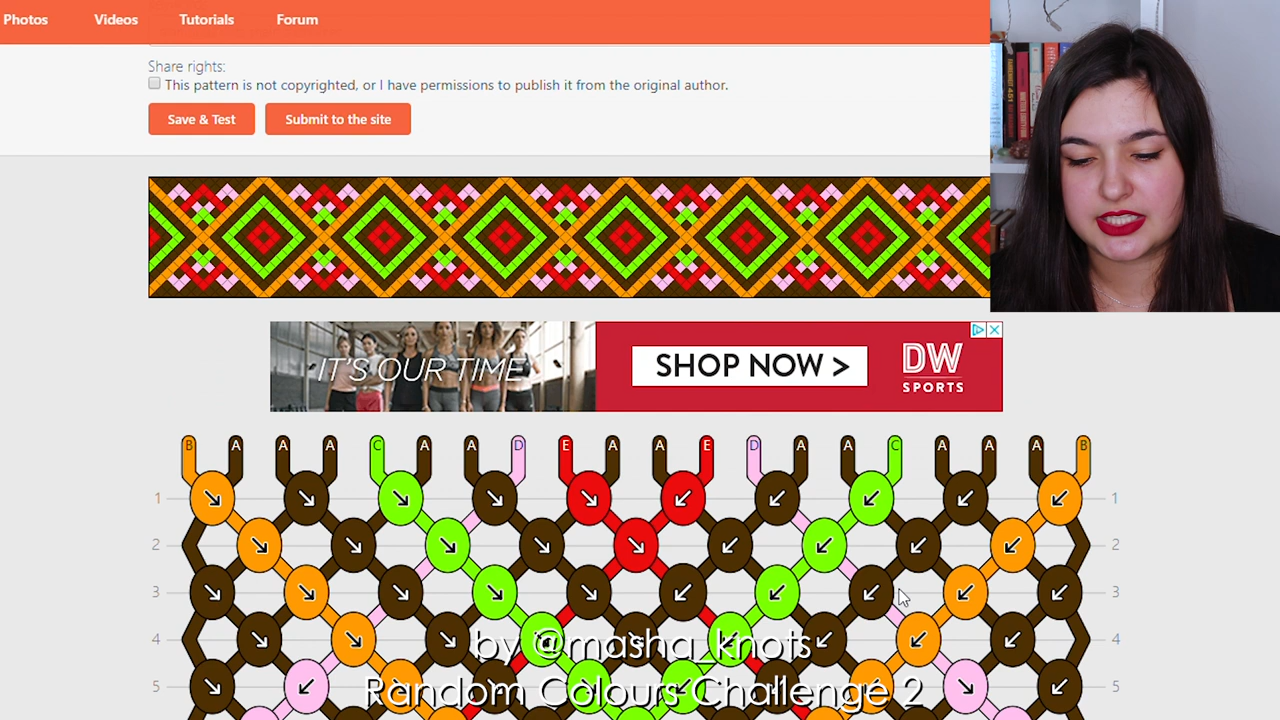 Photos Videos Tutorials Forum
Share rights:
This pattern is not copyrighted, or I have permissions to publish it from the original author.
Save & Test Submit to the site
IT'S OUR TIME
SHOP NOW >
DW
SPORTS
B A A A C A A D E A A E D A A C A A A B
1 1
2 2
3 3
4 4
by @masha_knots
5 5
Random Colours Challenge 2